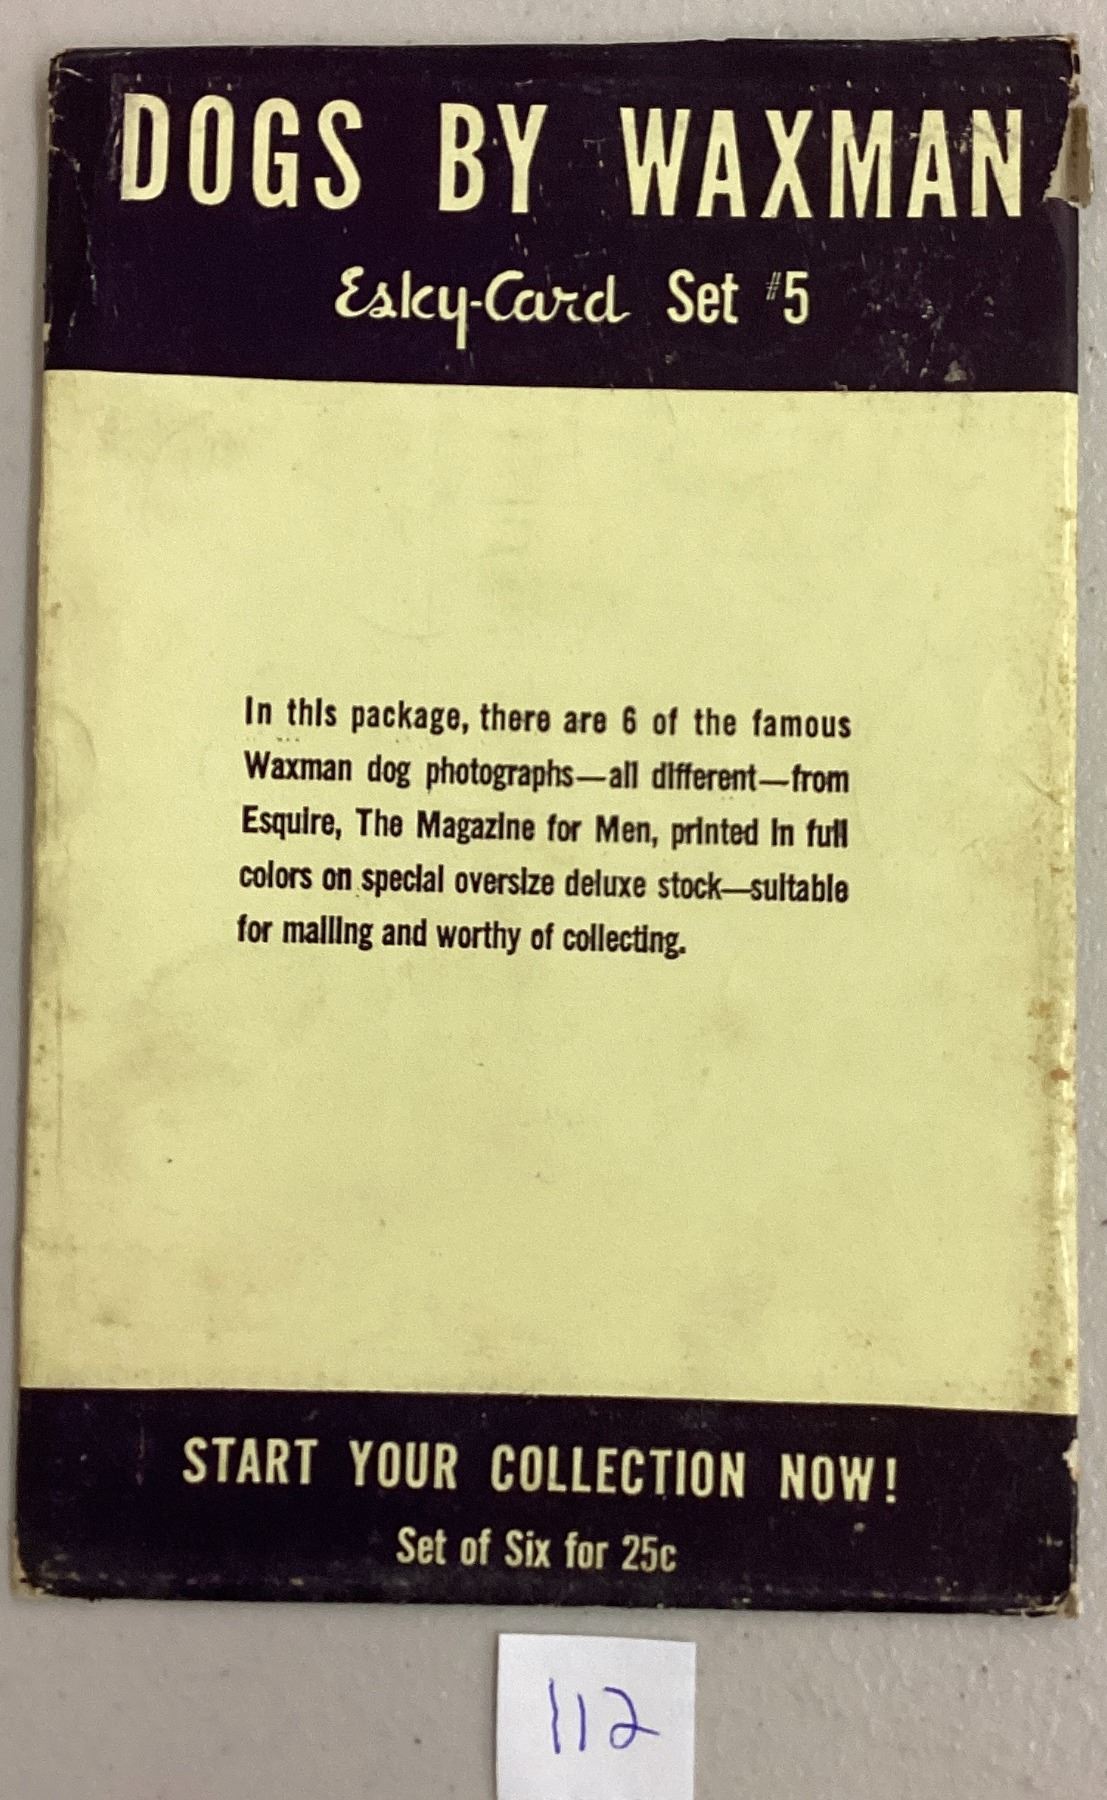 DOGS BY WAXMAN
Esky-Card Set #5
In this package, there are 6 of the famous
Waxman dog photographs—all different—from
Esquire, The Magazine for Men, printed in full
colors on special oversize deluxe stock—suitable
for mailing and worthy of collecting.
START YOUR COLLECTION NOW!
Set of Six for 25c
112